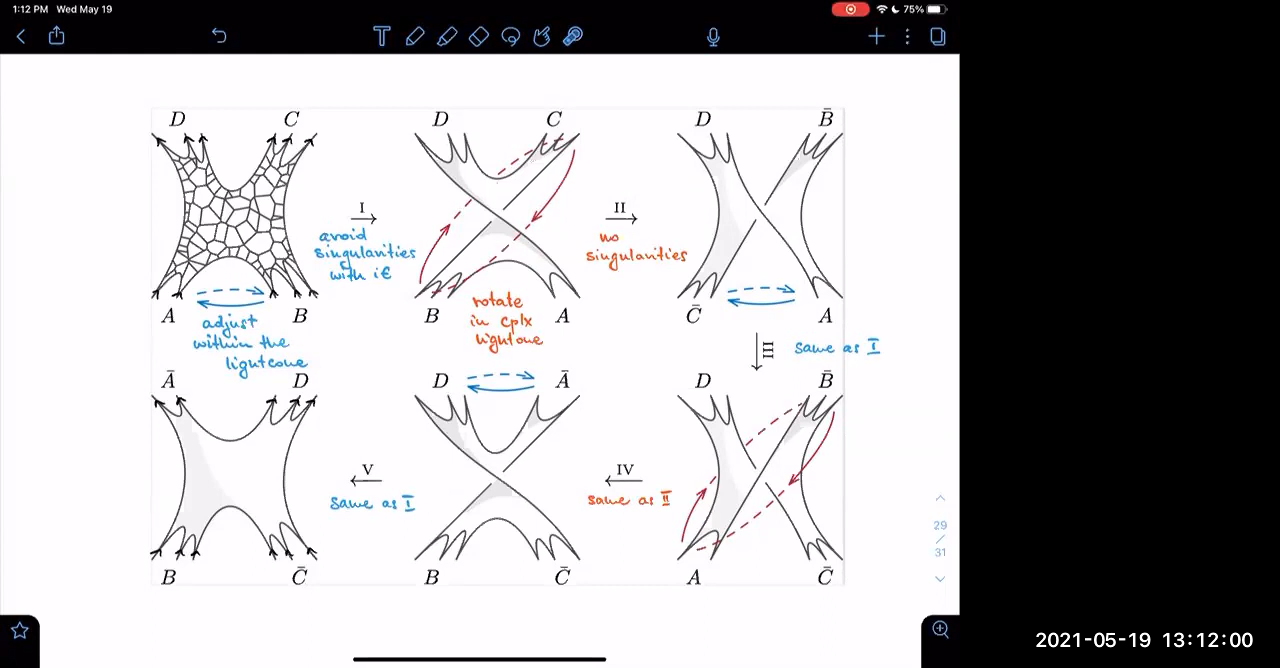 1:12 PM Wed May 19
75%
T
D C
D C
D B̄
I
avoid
singularities
with iε
II
no
singularities
A B
adjust
within the
lightcone
B A
rotate
in cplx
lightcone
C̄ A
III
same as I
Ā D
D Ā
D B̄
V
same as I
IV
same as II
29
/
31
B C̄
B C̄
A C̄
2021-05-19 13:12:00